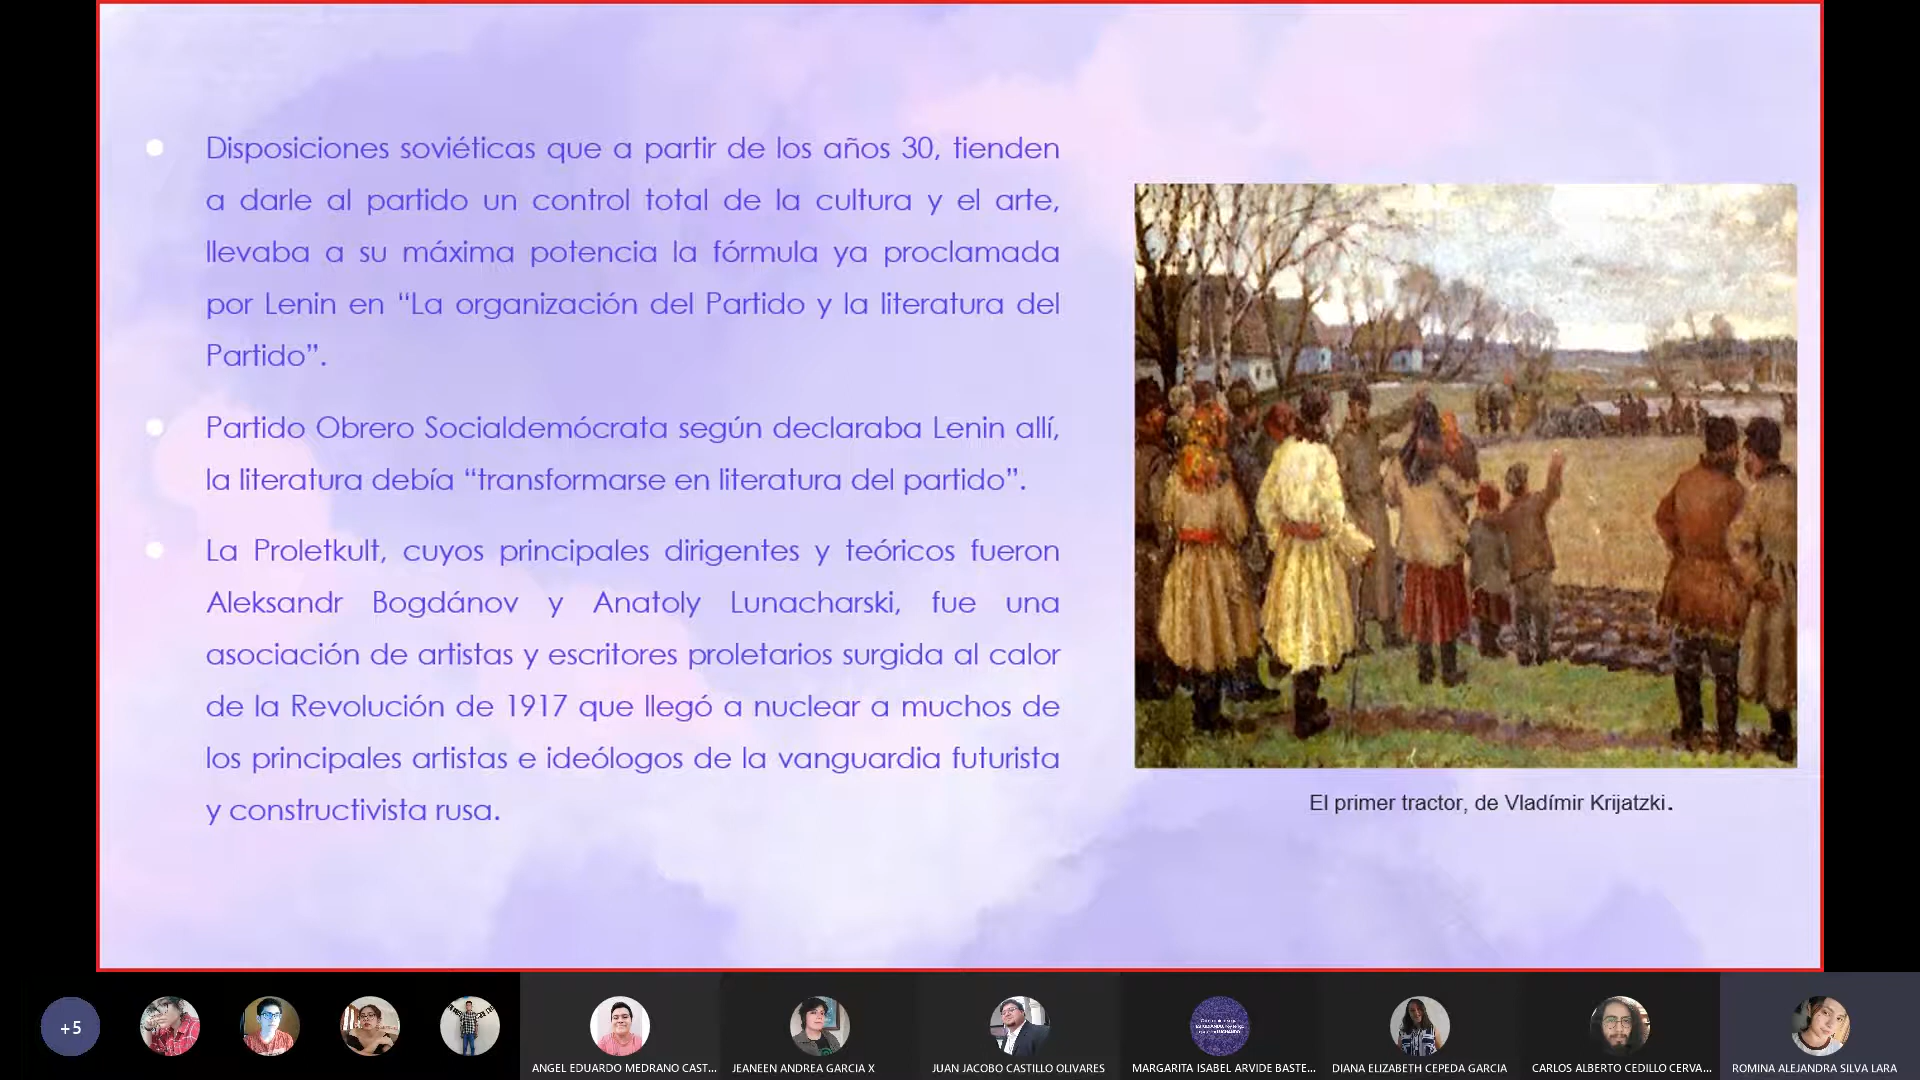 Disposiciones soviéticas que a partir de los años 30, tienden
a darle al partido un control total de la cultura y el arte,
llevaba a su máxima potencia la fórmula ya proclamada
por Lenin en “La organización del Partido y la literatura del
Partido”.
Partido Obrero Socialdemócrata según declaraba Lenin allí,
la literatura debía “transformarse en literatura del partido”.
La Proletkult, cuyos principales dirigentes y teóricos fueron
Aleksandr Bogdánov y Anatoly Lunacharski, fue una
asociación de artistas y escritores proletarios surgida al calor
de la Revolución de 1917 que llegó a nuclear a muchos de
los principales artistas e ideólogos de la vanguardia futurista
y constructivista rusa.
El primer tractor, de Vladímir Krijatzki.
+5
ANGEL EDUARDO MEDRANO CAST...
JEANEEN ANDREA GARCIA X
JUAN JACOBO CASTILLO OLIVARES
MARGARITA ISABEL ARVIDE BASTE...
DIANA ELIZABETH CEPEDA GARCIA
CARLOS ALBERTO CEDILLO CERVA...
ROMINA ALEJANDRA SILVA LARA